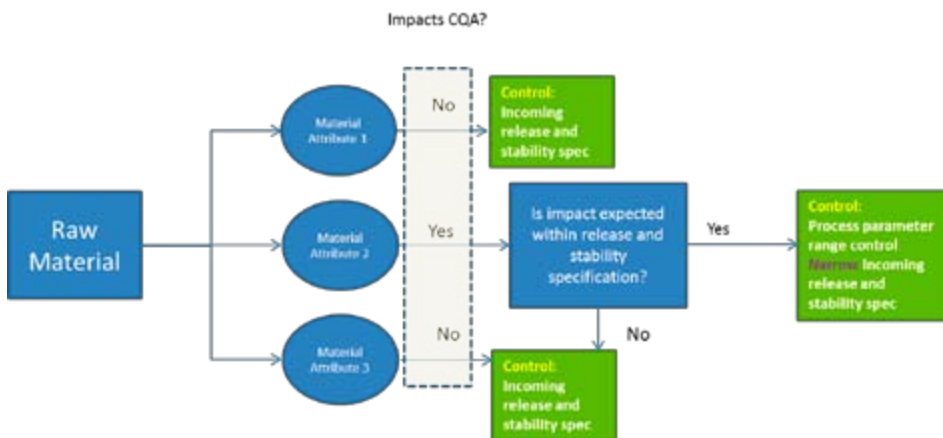 Impacts CQA?
Material
Attribute 1
No
Control:
Incoming
release and
stability spec
Raw
Material
Material
Attribute 2
Yes
Is impact expected
within release and
stability
specification?
Yes
Control:
Process parameter
range control
Narrow Incoming
release and
stability spec
Material
Attribute 3
No
No
Control:
Incoming
release and
stability spec